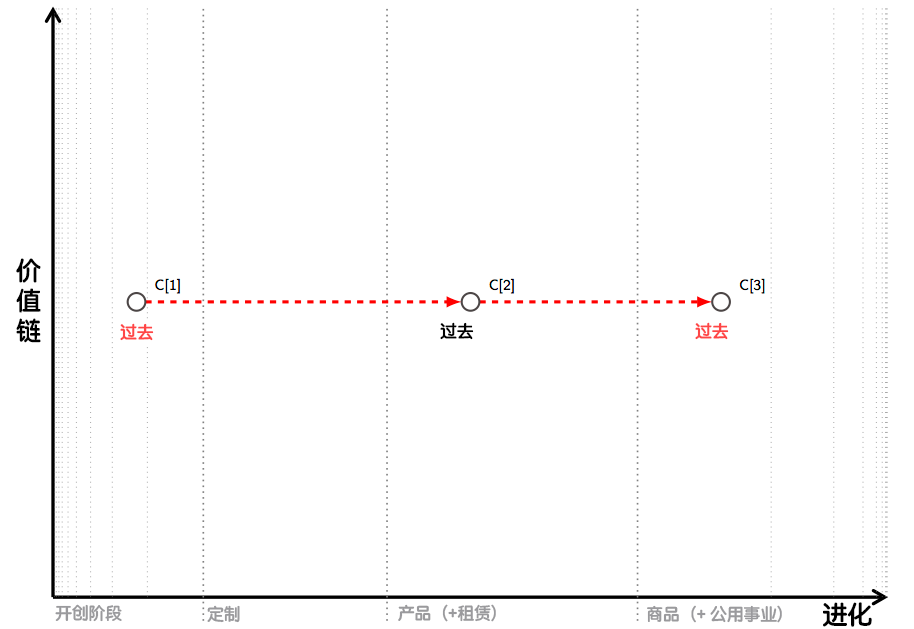 价值链
C[1]
C[2]
C[3]
过去
过去
过去
开创阶段
定制
产品（+租赁）
商品（+ 公用事业）
进化